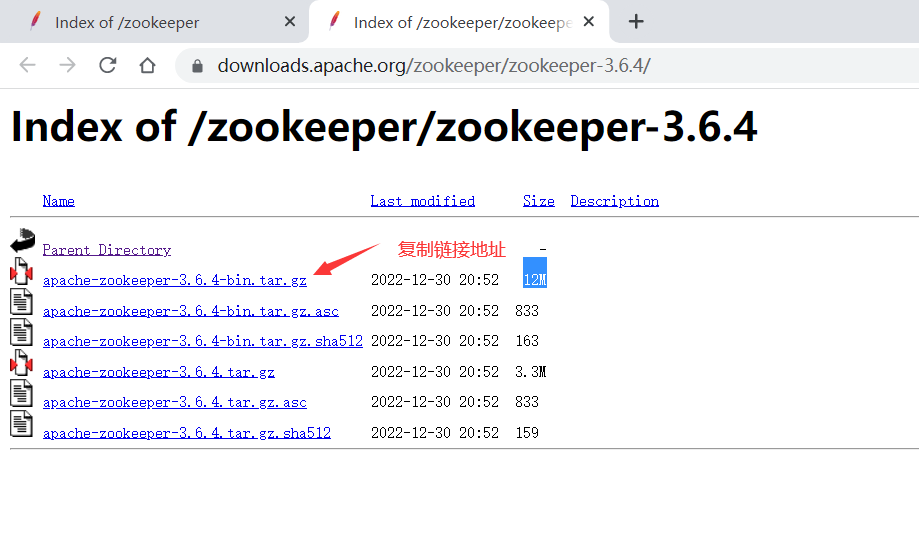 Index of /zookeeper
Index of /zookeeper/zookeepe
downloads.apache.org/zookeeper/zookeeper-3.6.4/
Index of /zookeeper/zookeeper-3.6.4
Name Last modified Size Description
Parent Directory 复制链接地址 -
apache-zookeeper-3.6.4-bin.tar.gz 2022-12-30 20:52 12M
apache-zookeeper-3.6.4-bin.tar.gz.asc 2022-12-30 20:52 833
apache-zookeeper-3.6.4-bin.tar.gz.sha512 2022-12-30 20:52 163
apache-zookeeper-3.6.4.tar.gz 2022-12-30 20:52 3.3M
apache-zookeeper-3.6.4.tar.gz.asc 2022-12-30 20:52 833
apache-zookeeper-3.6.4.tar.gz.sha512 2022-12-30 20:52 159